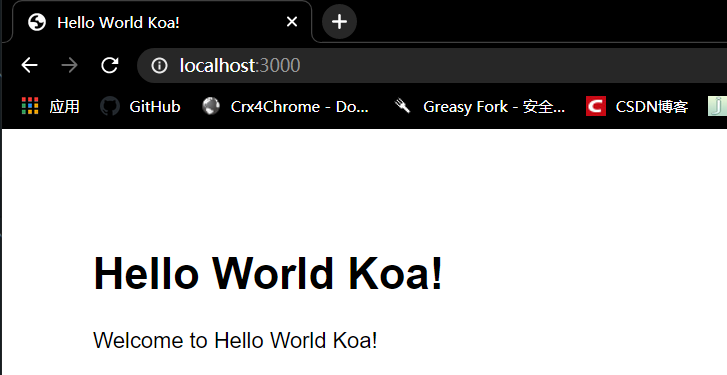 Hello World Koa!
localhost:3000
应用 GitHub Crx4Chrome - Do... Greasy Fork - 安全... CSDN博客
Hello World Koa!
Welcome to Hello World Koa!